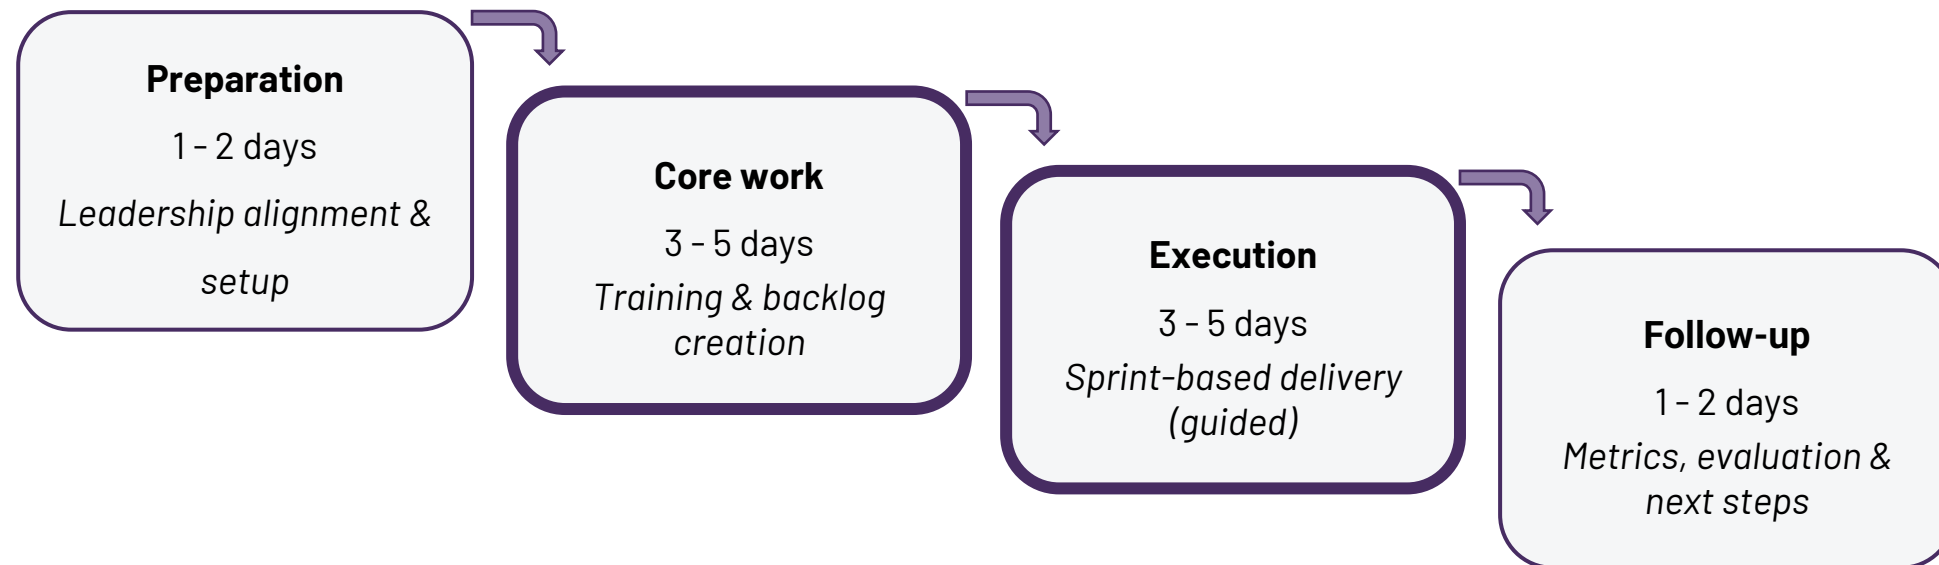 Preparation
1 - 2 days
Leadership alignment &
setup
Core work
3 - 5 days
Training & backlog
creation
Execution
3 - 5 days
Sprint-based delivery
(guided)
Follow-up
1 - 2 days
Metrics, evaluation &
next steps